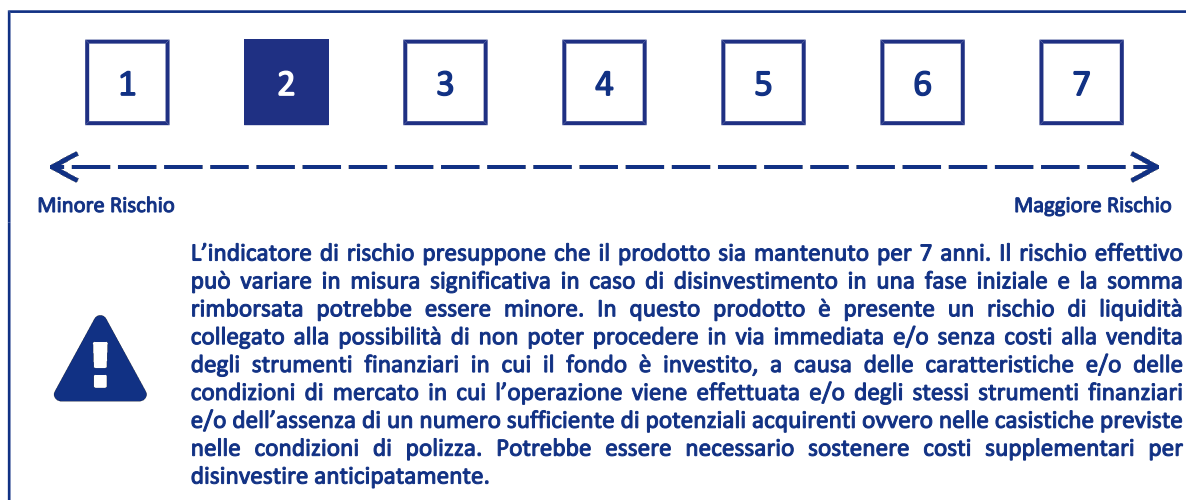 1 2 3 4 5 6 7
Minore Rischio Maggiore Rischio
L’indicatore di rischio presuppone che il prodotto sia mantenuto per 7 anni. Il rischio effettivo
può variare in misura significativa in caso di disinvestimento in una fase iniziale e la somma
rimborsata potrebbe essere minore. In questo prodotto è presente un rischio di liquidità
collegato alla possibilità di non poter procedere in via immediata e/o senza costi alla vendita
degli strumenti finanziari in cui il fondo è investito, a causa delle caratteristiche e/o delle
condizioni di mercato in cui l’operazione viene effettuata e/o degli stessi strumenti finanziari
e/o dell’assenza di un numero sufficiente di potenziali acquirenti ovvero nelle casistiche previste
nelle condizioni di polizza. Potrebbe essere necessario sostenere costi supplementari per
disinvestire anticipatamente.